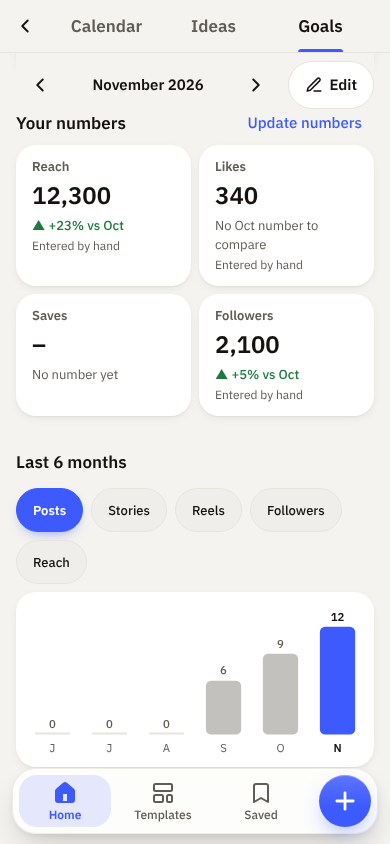 Calendar
Ideas
Goals
November 2026
Edit
Your numbers
Update numbers
Reach
12,300
▲ +23% vs Oct
Entered by hand
Likes
340
No Oct number to
compare
Entered by hand
Saves
–
No number yet
Followers
2,100
▲ +5% vs Oct
Entered by hand
Last 6 months
Posts
Stories
Reels
Followers
Reach
0
0
0
6
9
12
J
J
A
S
O
N
Home
Templates
Saved